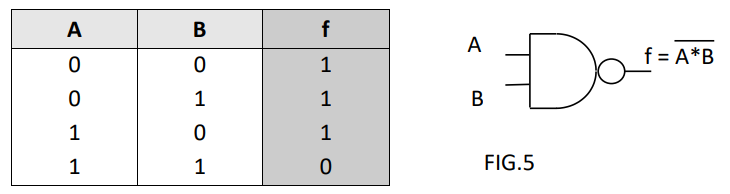 A B f
0 0 1
0 1 1
1 0 1
1 1 0
A
B
f = A̅*̅B̅
FIG.5